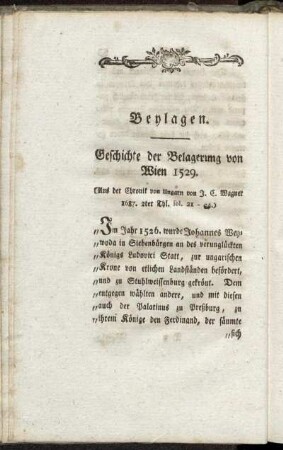 Beylagen.
Geschichte der Belagerung von
Wien 1529.
(Aus der Chronik von Ungarn von J. C. Wagner
1687. 2ter Thl. fol. 21 -
„Im Jahr 1526. wurde Johannes Wey-
„woda in Siebenbürgen an des verunglückten
„Königs Ludovici Statt, zur ungarischen
„Krone von etlichen Landständen befördert,
„und zu Stuhlweissenburg gekrönt. Dem
„entgegen wählten andere, und mit diesen
„auch der Palatinus zu Presburg, zu
„ihrem Könige den Ferdinand, der säumte
„sich